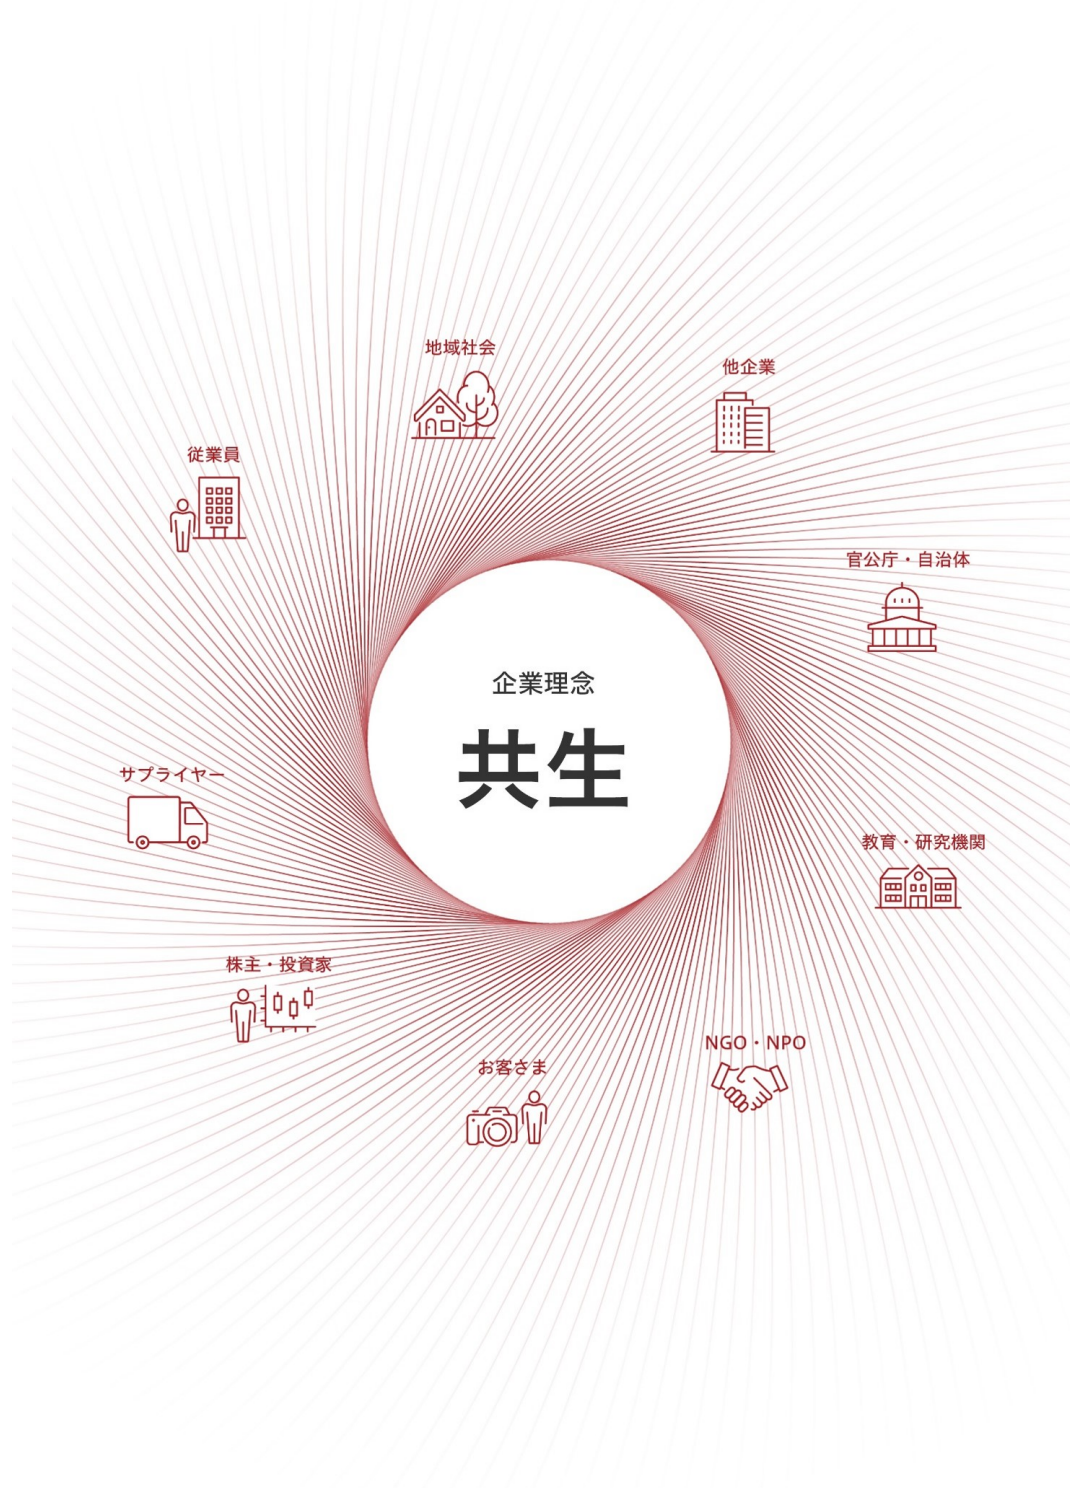 地域社会
他企業
従業員
官公庁・自治体
企業理念
共生
サプライヤー
教育・研究機関
株主・投資家
NGO・NPO
お客さま